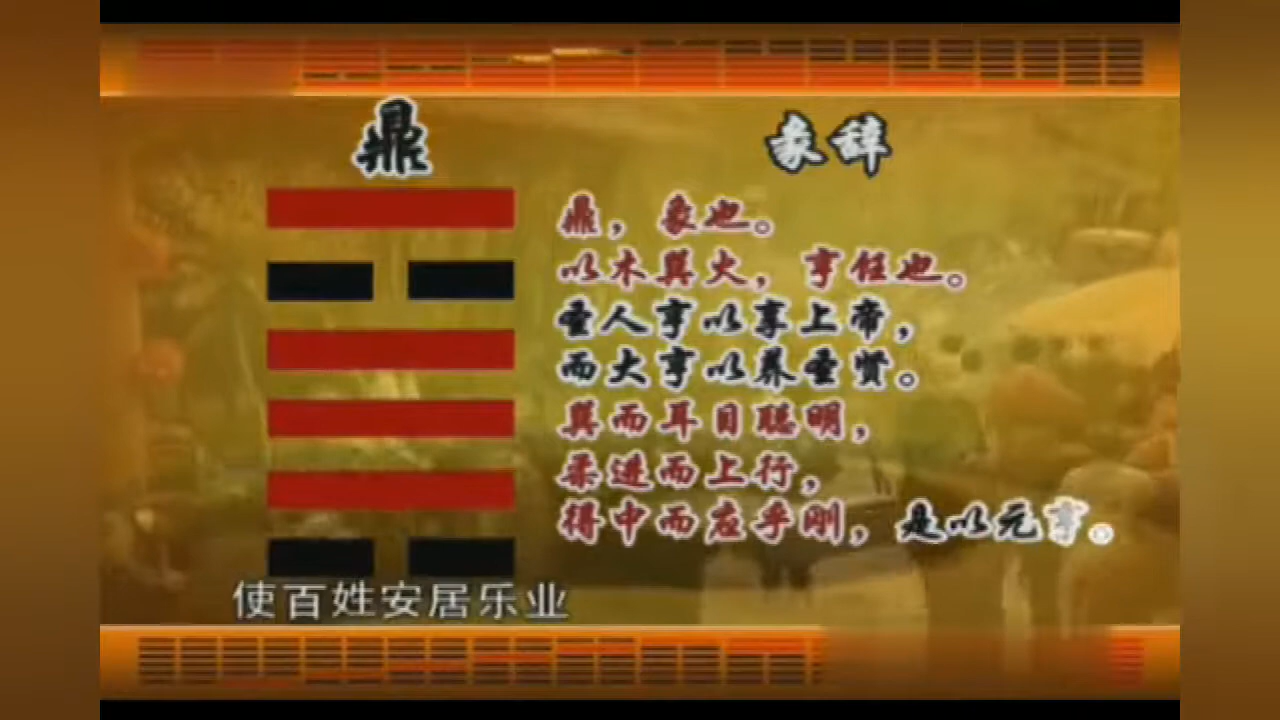 鼎
彖辞
鼎，象也。
以木巽火，亨任也。
圣人亨以享上帝，
而大亨以养圣贤。
巽而耳目聪明，
柔进而上行，
得中而应乎刚，是以元亨。
使百姓安居乐业